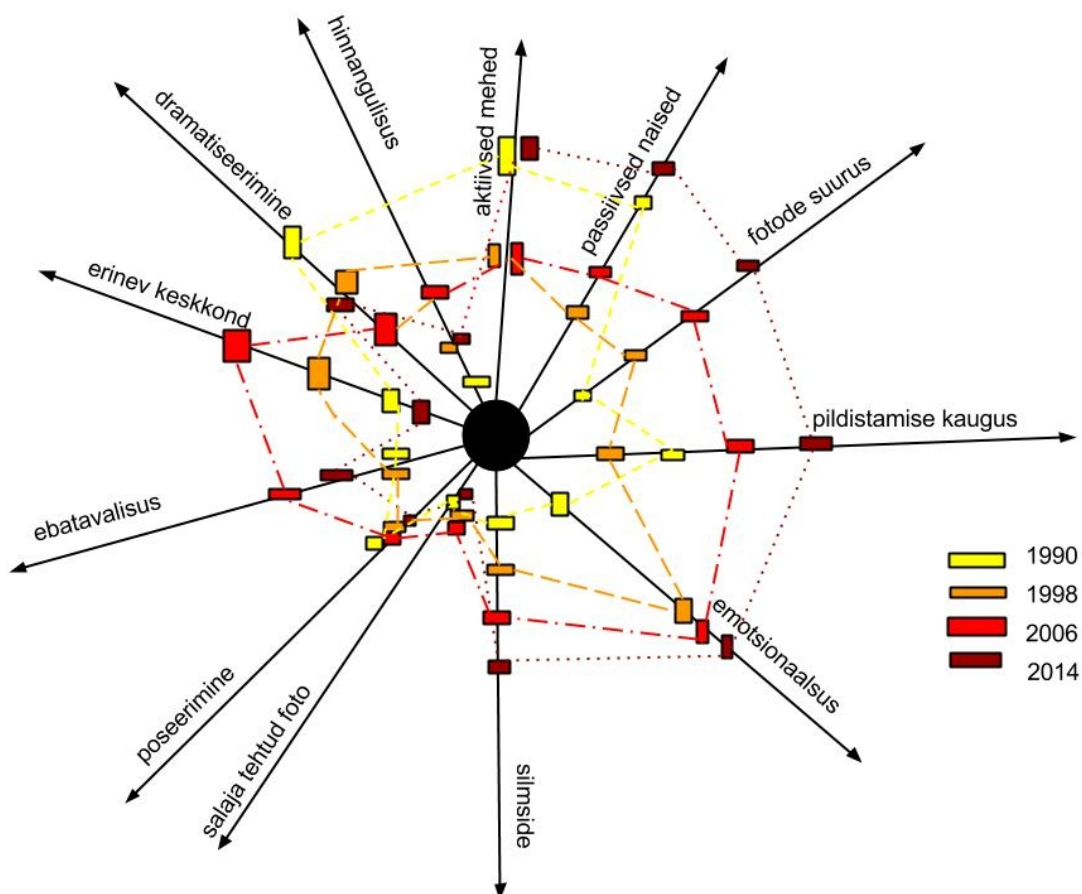 hinnangulisus
aktiivsed mehed
passiivsed naised
dramatiseerimine
fotode suurus
erinev keskkond
pildistamise kaugus
ebatavalisus
emotsionaalsus
poseerimine
salaja tehtud foto
silmside
1990
1998
2006
2014